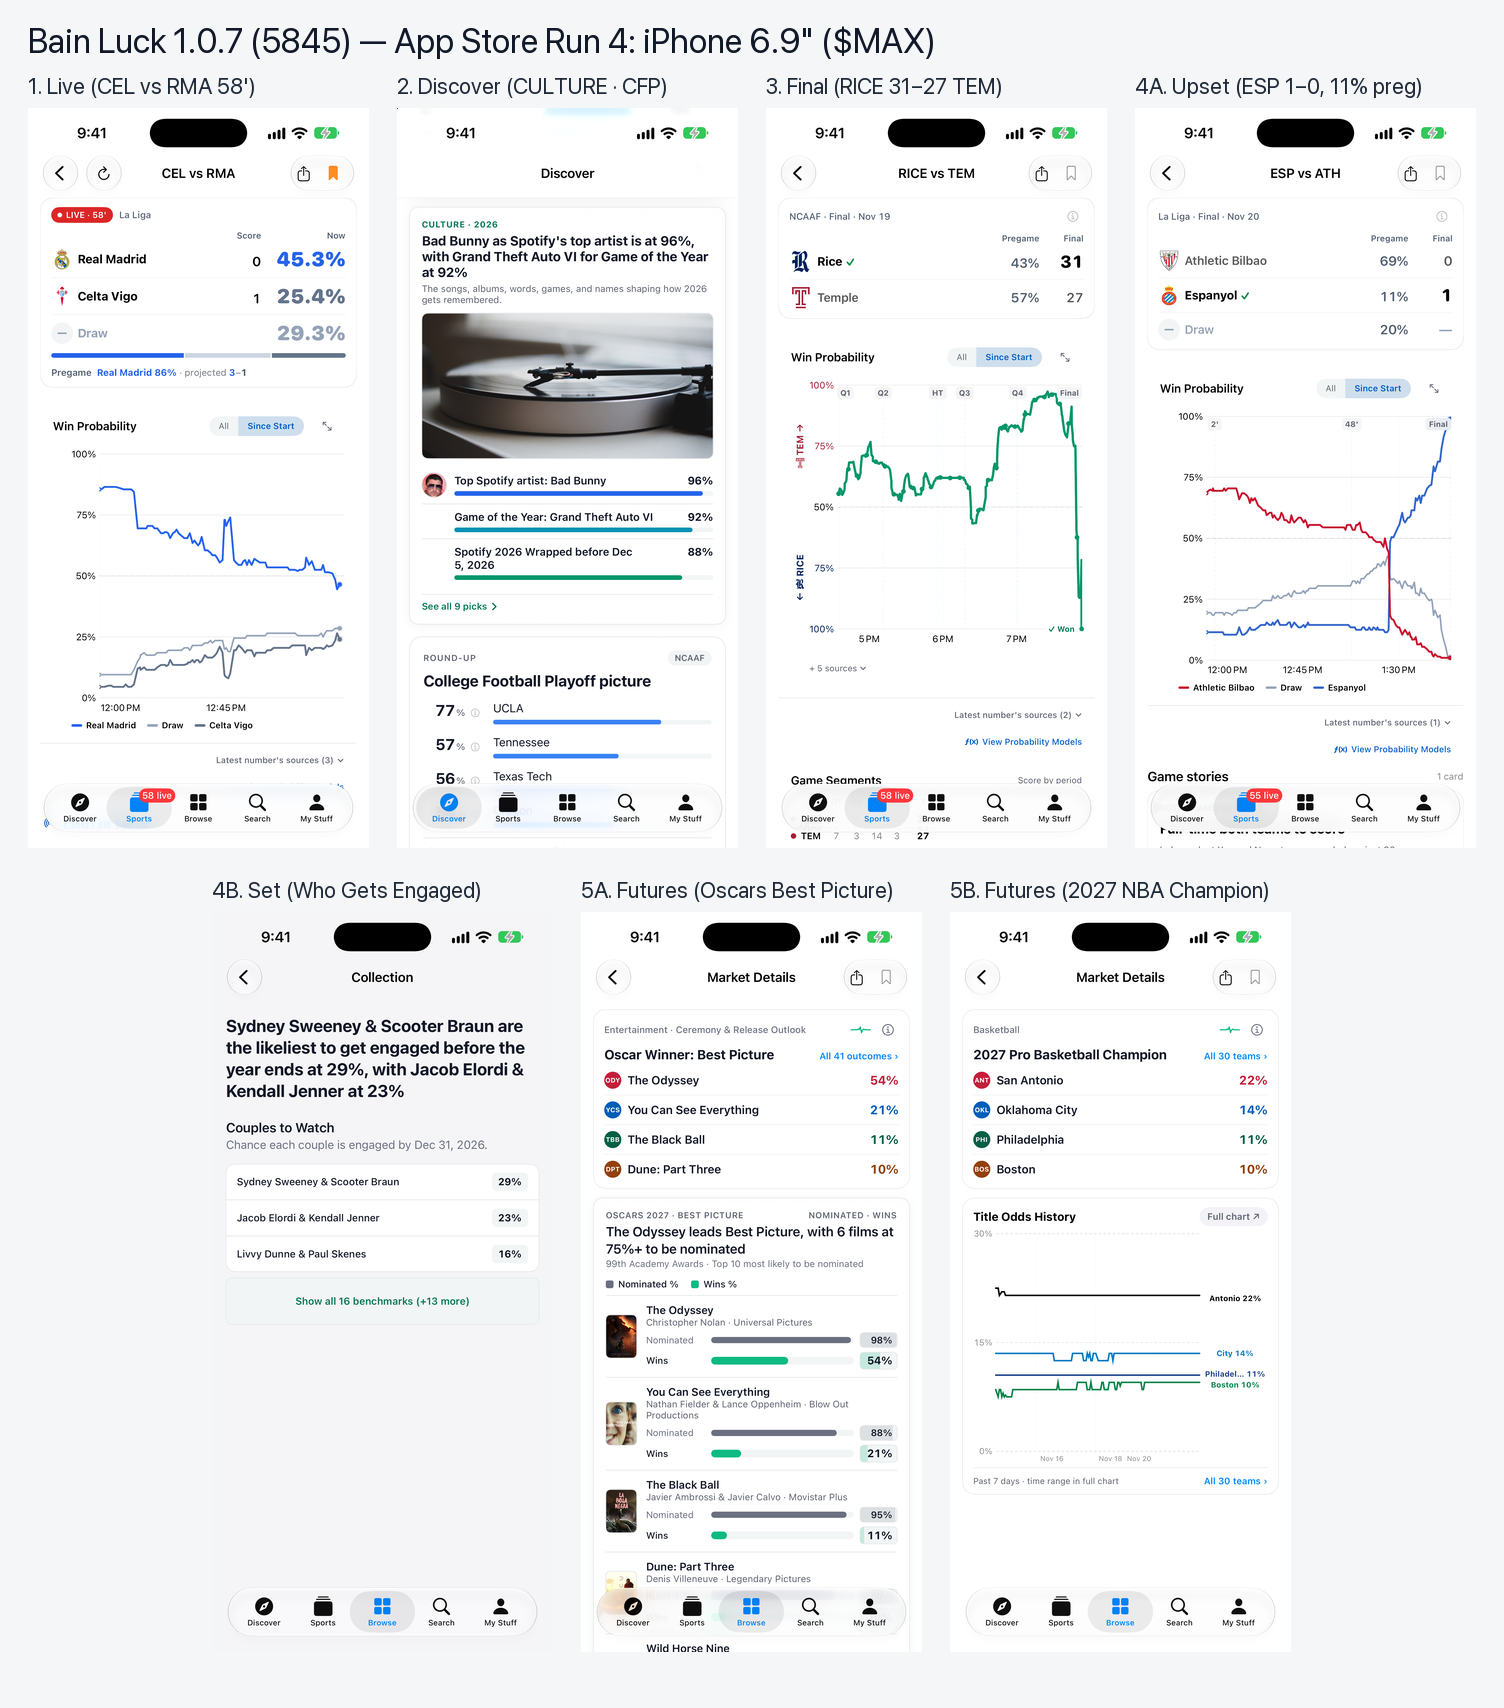 Bain Luck 1.0.7 (5845) — App Store Run 4: iPhone 6.9" ($MAX)
1. Live (CEL vs RMA 58')
9:41
CEL vs RMA
LIVE · 58'
La Liga
Score
Now
Real Madrid
0
45.3%
Celta Vigo
1
25.4%
Draw
29.3%
Pregame Real Madrid 86% · projected 3–1
Win Probability
All
Since Start
100%
75%
50%
25%
0%
12:00 PM
12:45 PM
Real Madrid
Draw
Celta Vigo
Latest number's sources (3)
58 live
Discover
Sports
Browse
Search
My Stuff
2. Discover (CULTURE · CFP)
9:41
Discover
CULTURE · 2026
Bad Bunny as Spotify's top artist is at 96%,
with Grand Theft Auto VI for Game of the Year
at 92%
The songs, albums, words, games, and names shaping how 2026
gets remembered.
Top Spotify artist: Bad Bunny
96%
Game of the Year: Grand Theft Auto VI
92%
Spotify 2026 Wrapped before Dec
5, 2026
88%
See all 9 picks
ROUND-UP
NCAAF
College Football Playoff picture
77%
UCLA
57%
Tennessee
56%
Texas Tech
Discover
Sports
Browse
Search
My Stuff
3. Final (RICE 31–27 TEM)
9:41
RICE vs TEM
NCAAF · Final · Nov 19
Pregame
Final
Rice
43%
31
Temple
57%
27
Win Probability
All
Since Start
100%
Q1
Q2
HT
Q3
Q4
Final
TEM →
75%
50%
← RICE
75%
100%
Won
5 PM
6 PM
7 PM
+ 5 sources
Latest number's sources (2)
f(x) View Probability Models
Game Segments
Score by period
58 live
Discover
Sports
Browse
Search
My Stuff
TEM 7 3 14 3 27
4A. Upset (ESP 1–0, 11% preg)
9:41
ESP vs ATH
La Liga · Final · Nov 20
Pregame
Final
Athletic Bilbao
69%
0
Espanyol
11%
1
Draw
20%
—
Win Probability
All
Since Start
100%
2'
48'
Final
75%
50%
25%
0%
12:00 PM
12:45 PM
1:30 PM
Athletic Bilbao
Draw
Espanyol
Latest number's sources (1)
f(x) View Probability Models
Game stories
1 card
55 live
Discover
Sports
Browse
Search
My Stuff
4B. Set (Who Gets Engaged)
9:41
Collection
Sydney Sweeney & Scooter Braun are
the likeliest to get engaged before the
year ends at 29%, with Jacob Elordi &
Kendall Jenner at 23%
Couples to Watch
Chance each couple is engaged by Dec 31, 2026.
Sydney Sweeney & Scooter Braun
29%
Jacob Elordi & Kendall Jenner
23%
Livvy Dunne & Paul Skenes
16%
Show all 16 benchmarks (+13 more)
Discover
Sports
Browse
Search
My Stuff
5A. Futures (Oscars Best Picture)
9:41
Market Details
Entertainment · Ceremony & Release Outlook
Oscar Winner: Best Picture
All 41 outcomes ›
ODY
The Odyssey
54%
YCS
You Can See Everything
21%
TBB
The Black Ball
11%
DPT
Dune: Part Three
10%
OSCARS 2027 · BEST PICTURE
NOMINATED · WINS
The Odyssey leads Best Picture, with 6 films at
75%+ to be nominated
99th Academy Awards · Top 10 most likely to be nominated
Nominated %
Wins %
The Odyssey
Christopher Nolan · Universal Pictures
Nominated
98%
Wins
54%
You Can See Everything
Nathan Fielder & Lance Oppenheim · Blow Out
Productions
Nominated
88%
Wins
21%
The Black Ball
Javier Ambrossi & Javier Calvo · Movistar Plus
Nominated
95%
Wins
11%
Dune: Part Three
Denis Villeneuve · Legendary Pictures
Discover
Sports
Browse
Search
My Stuff
Wild Horse Nine
5B. Futures (2027 NBA Champion)
9:41
Market Details
Basketball
2027 Pro Basketball Champion
All 30 teams ›
ANT
San Antonio
22%
OKL
Oklahoma City
14%
PHI
Philadelphia
11%
BOS
Boston
10%
Title Odds History
Full chart ↗
30%
Antonio 22%
15%
City 14%
Philadel... 11%
Boston 10%
0%
Nov 16
Nov 18
Nov 20
Past 7 days · time range in full chart
All 30 teams ›
Discover
Sports
Browse
Search
My Stuff